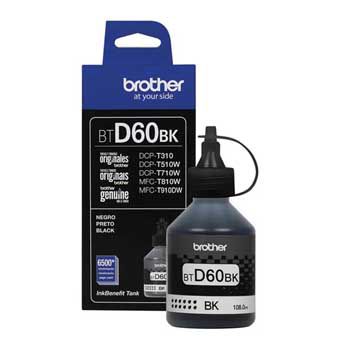 brother
at your side
BTD60BK
DCP-T310
DCP-T510W
DCP-T710W
MFC-T810W
MFC-T910DW
originales
originais
genuine
NEGRO
PRETO
BLACK
6500*
InkBenefit Tank
brother
BTD60BK
BK
108.0